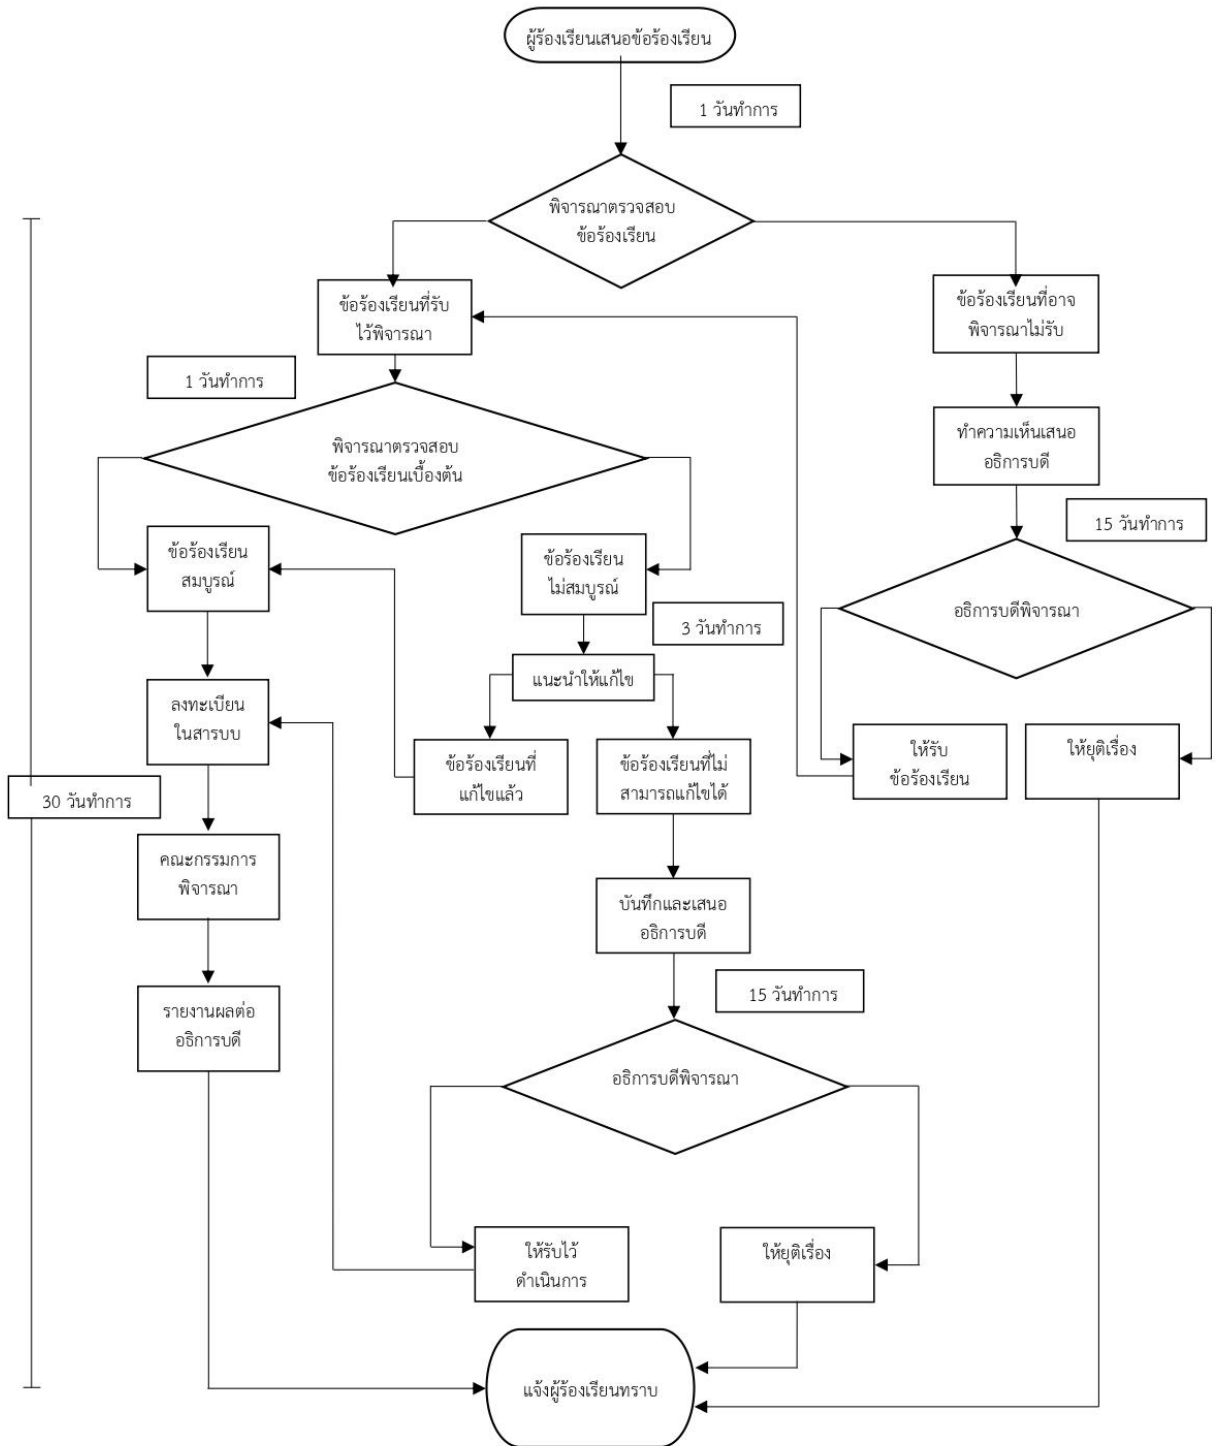 ผู้ร้องเรียนเสนอข้อร้องเรียน
1 วันทำการ
พิจารณาตรวจสอบ
ข้อร้องเรียน
ข้อร้องเรียนที่รับ
ไว้พิจารณา
ข้อร้องเรียนที่อาจ
พิจารณาไม่รับ
1 วันทำการ
พิจารณาตรวจสอบ
ข้อร้องเรียนเบื้องต้น
ทำความเห็นเสนอ
อธิการบดี
15 วันทำการ
ข้อร้องเรียน
สมบูรณ์
ข้อร้องเรียน
ไม่สมบูรณ์
3 วันทำการ
อธิการบดีพิจารณา
แนะนำให้แก้ไข
ลงทะเบียน
ในสารบบ
ข้อร้องเรียนที่
แก้ไขแล้ว
ข้อร้องเรียนที่ไม่
สามารถแก้ไขได้
ให้รับ
ข้อร้องเรียน
ให้ยุติเรื่อง
30 วันทำการ
คณะกรรมการ
พิจารณา
บันทึกและเสนอ
อธิการบดี
15 วันทำการ
รายงานผลต่อ
อธิการบดี
อธิการบดีพิจารณา
ให้รับไว้
ดำเนินการ
ให้ยุติเรื่อง
แจ้งผู้ร้องเรียนทราบ